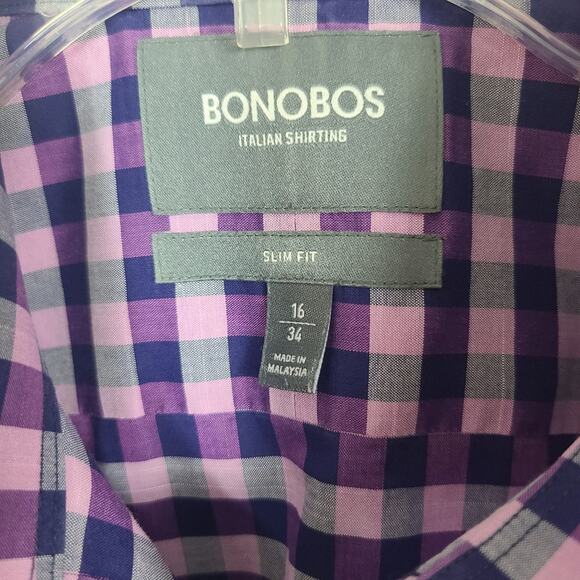 BONOBOS
ITALIAN SHIRTING
SLIM FIT
16
34
MADE IN
MALAYSIA